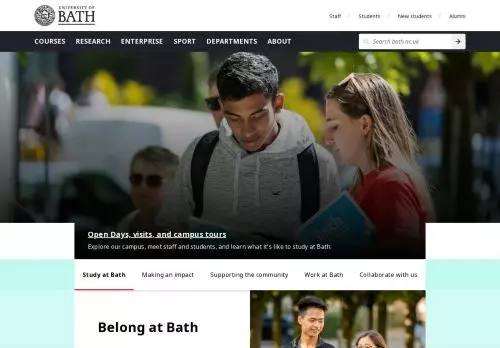 UNIVERSITY OF
BATH
Staff
Students
New students
Alumni
COURSES RESEARCH ENTERPRISE SPORT DEPARTMENTS ABOUT
Search bath.ac.uk
Open Days, visits, and campus tours
Explore our campus, meet staff and students, and learn what it's like to study at Bath.
Study at Bath
Making an impact
Supporting the community
Work at Bath
Collaborate with us
Belong at Bath